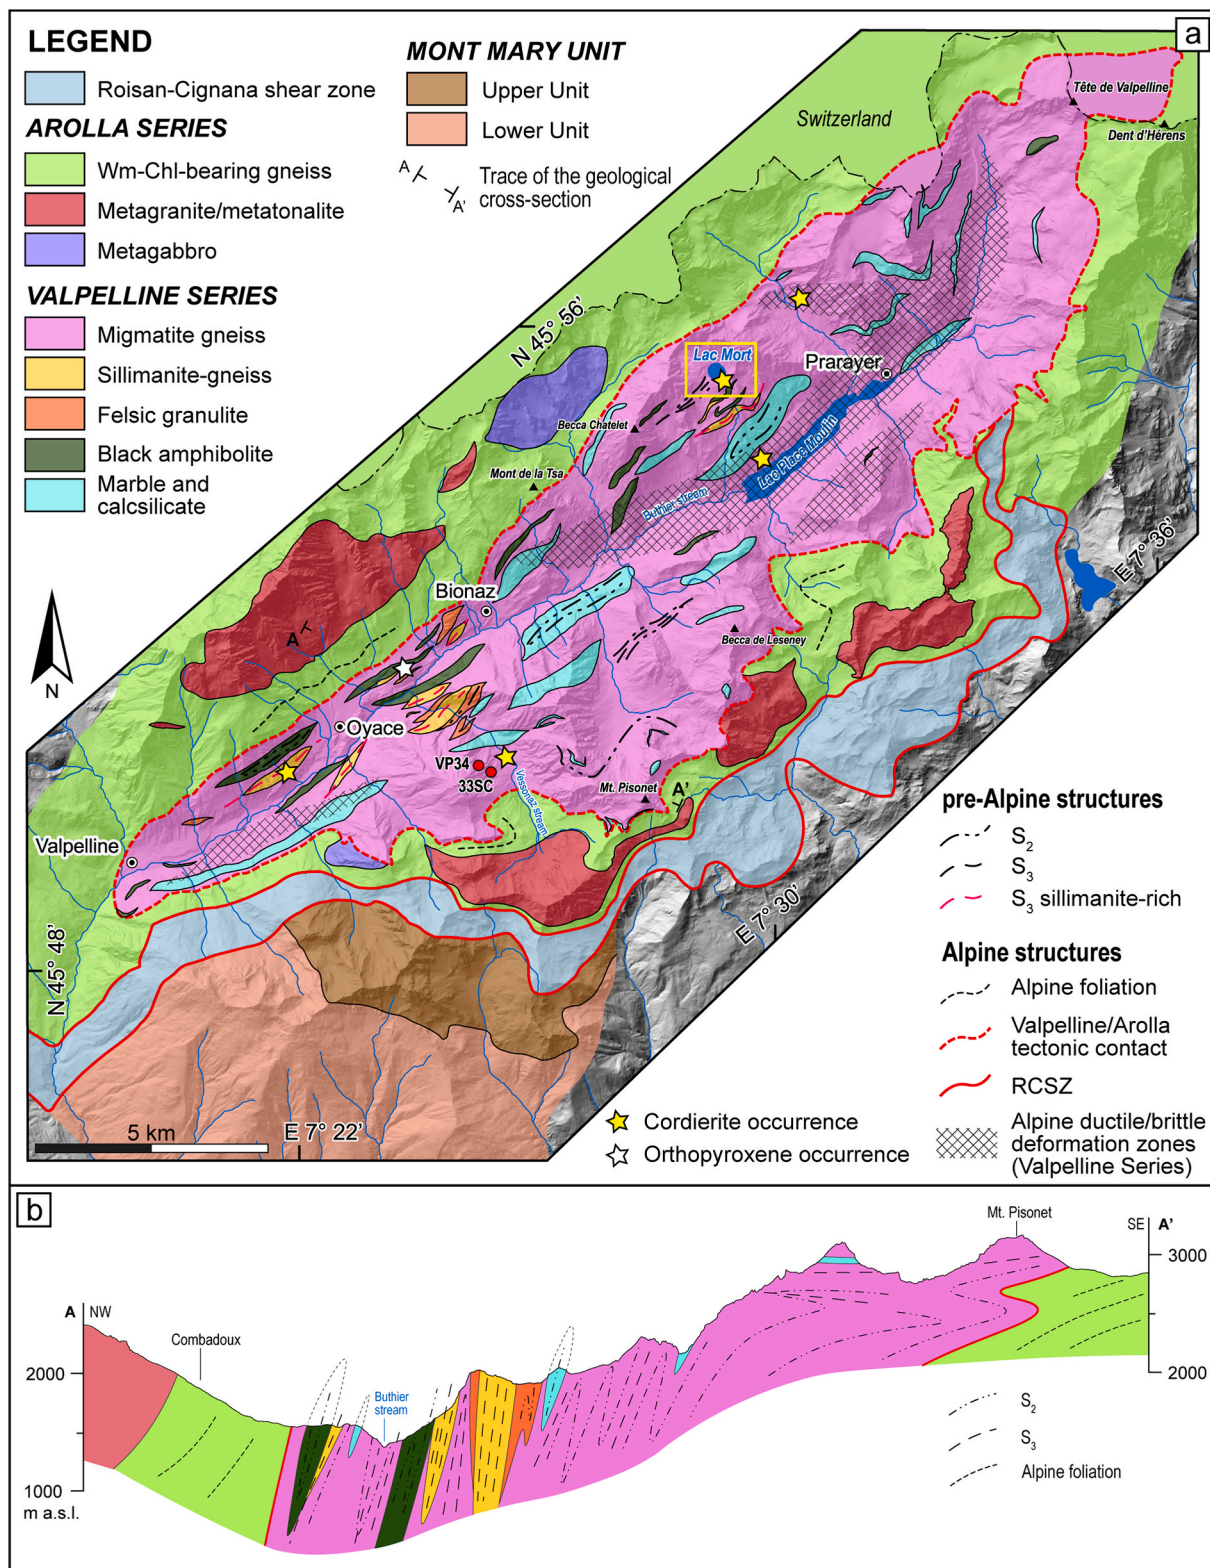 a
LEGEND
Roisan-Cignana shear zone
AROLLA SERIES
Wm-Chl-bearing gneiss
Metagranite/metatonalite
Metagabbro
VALPELLINE SERIES
Migmatite gneiss
Sillimanite-gneiss
Felsic granulite
Black amphibolite
Marble and
calcsilicate
MONT MARY UNIT
Upper Unit
Lower Unit
A
A'
Trace of the geological
cross-section
Switzerland
Tête de Valpelline
Dent d'Hérens
N 45° 56'
Lac Mort
Prarayer
Becca Chatelet
Lac Place Moulin
Mont de la Tsa
Buthier stream
E 7° 36'
Bionaz
A
Becca de Leseney
N
Oyace
VP34
33SC
Vessonaz stream
Mt. Pisonet
A'
Valpelline
E 7° 30'
N 45° 48'
5 km
E 7° 22'
pre-Alpine structures
S2
S3
S3 sillimanite-rich
Alpine structures
Alpine foliation
Valpelline/Arolla
tectonic contact
RCSZ
Alpine ductile/brittle
deformation zones
(Valpelline Series)
Cordierite occurrence
Orthopyroxene occurrence
b
Mt. Pisonet
SE A'
3000
A NW
Combadoux
2000
Buthier
stream
2000
1000
m a.s.l.
S2
S3
Alpine foliation